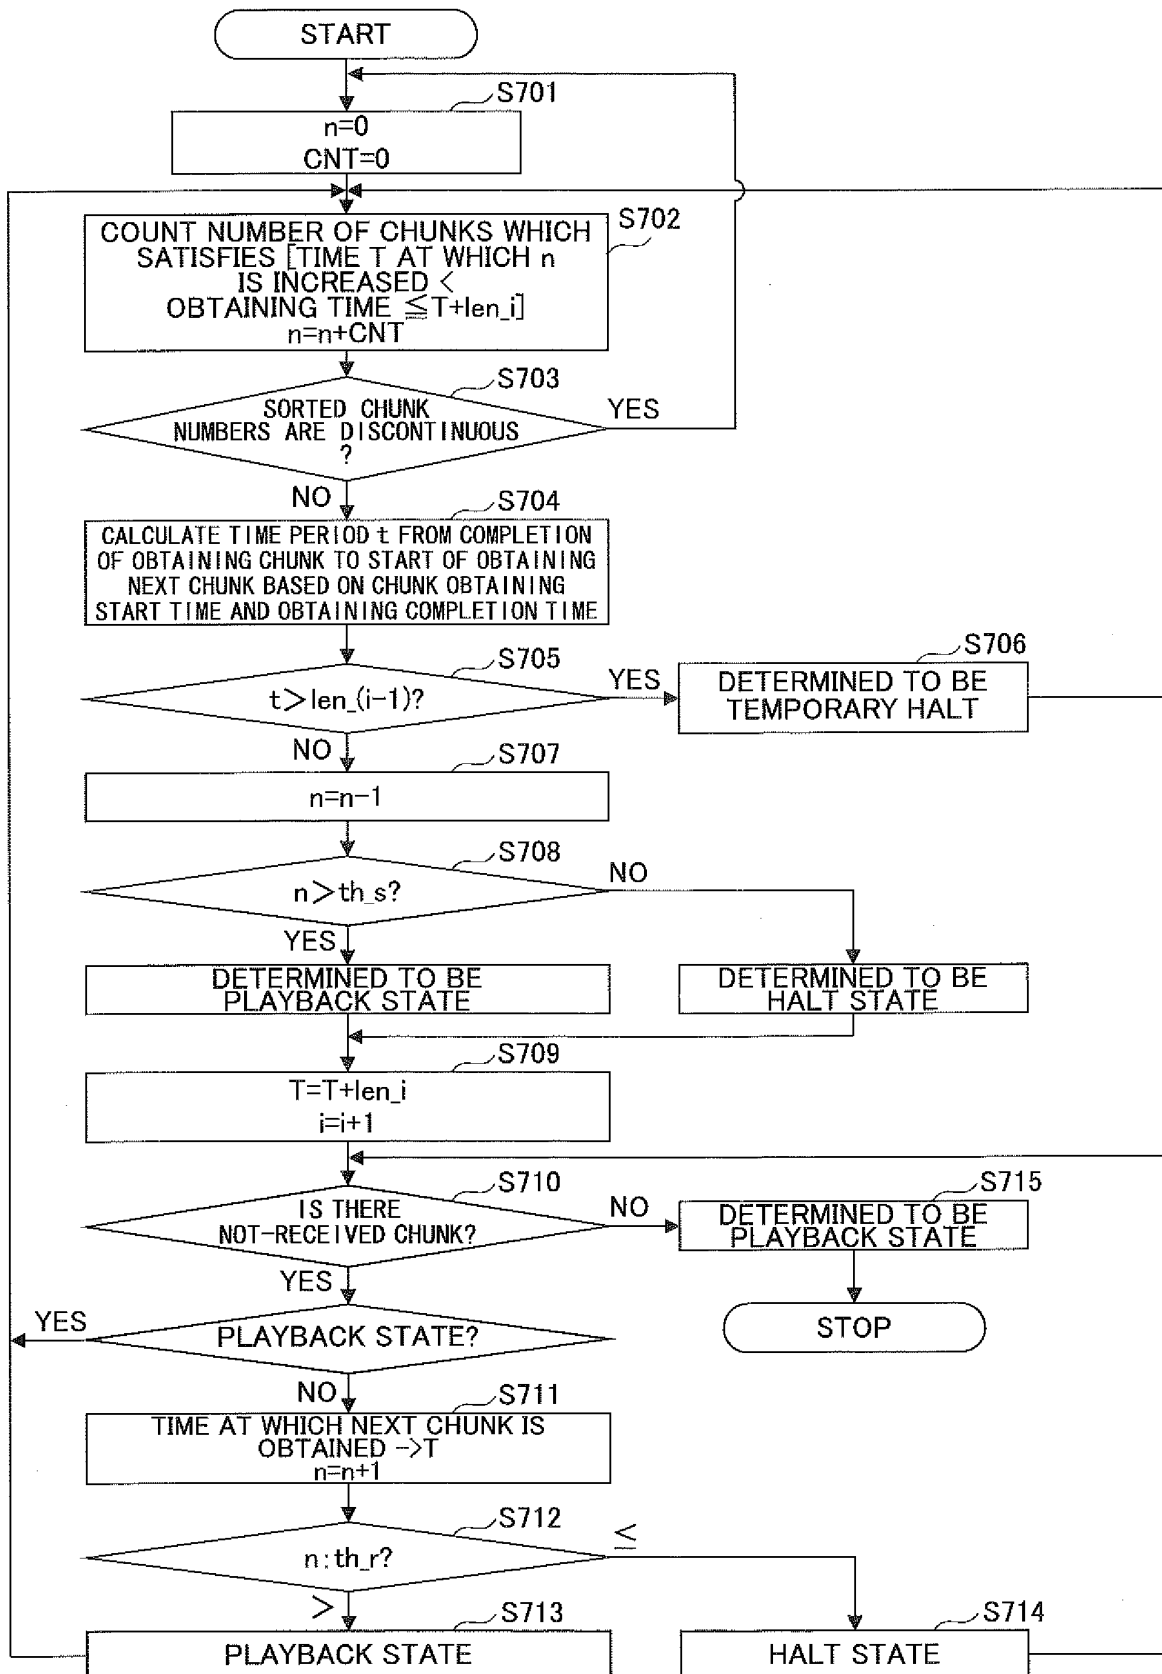 START
S701
n=0
CNT=0
S702
COUNT NUMBER OF CHUNKS WHICH
SATISFIES [TIME T AT WHICH n
IS INCREASED <
OBTAINING TIME ≦T+len_i]
n=n+CNT
S703
SORTED CHUNK
NUMBERS ARE DISCONTINUOUS
?
YES
NO
S704
CALCULATE TIME PERIOD t FROM COMPLETION
OF OBTAINING CHUNK TO START OF OBTAINING
NEXT CHUNK BASED ON CHUNK OBTAINING
START TIME AND OBTAINING COMPLETION TIME
S705
t>len_(i-1)?
YES
S706
DETERMINED TO BE
TEMPORARY HALT
NO
S707
n=n-1
S708
n>th_s?
NO
YES
DETERMINED TO BE
PLAYBACK STATE
DETERMINED TO BE
HALT STATE
S709
T=T+len_i
i=i+1
S710
IS THERE
NOT-RECEIVED CHUNK?
NO
S715
DETERMINED TO BE
PLAYBACK STATE
YES
STOP
YES
PLAYBACK STATE?
NO
S711
TIME AT WHICH NEXT CHUNK IS
OBTAINED ->T
n=n+1
S712
n:th_r?
≦
>
S713
PLAYBACK STATE
S714
HALT STATE